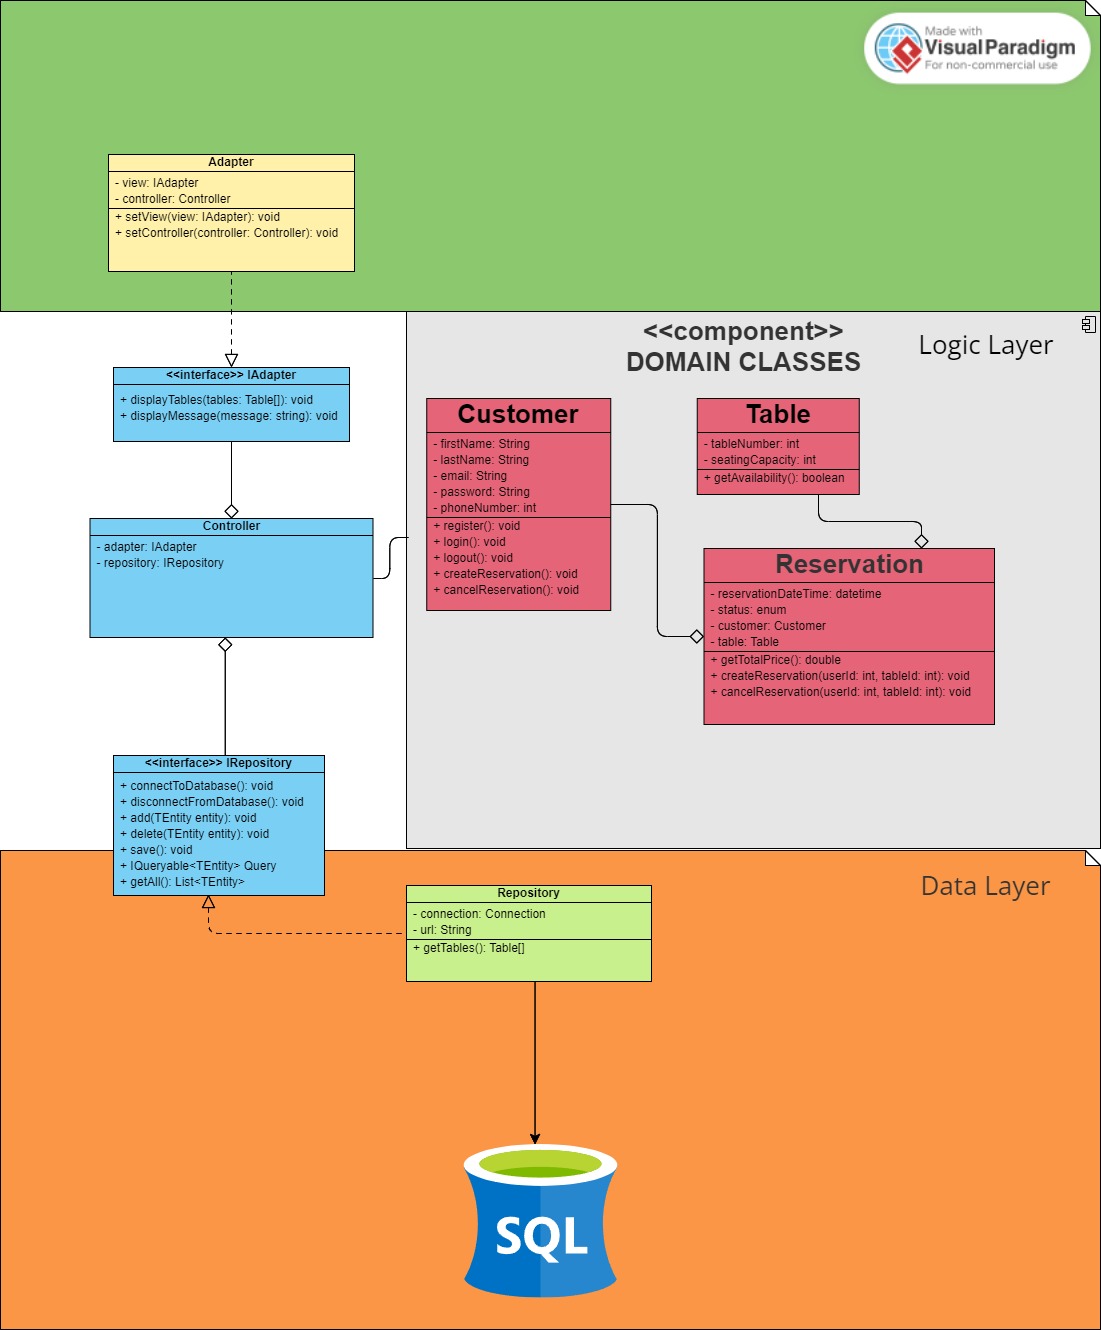 Made with
Visual Paradigm
For non-commercial use
Adapter
- view: IAdapter
- controller: Controller
+ setView(view: IAdapter): void
+ setController(controller: Controller): void
<<component>>
DOMAIN CLASSES
Logic Layer
<<interface>> IAdapter
+ displayTables(tables: Table[]): void
+ displayMessage(message: string): void
Controller
- adapter: IAdapter
- repository: IRepository
Customer
- firstName: String
- lastName: String
- email: String
- password: String
- phoneNumber: int
+ register(): void
+ login(): void
+ logout(): void
+ createReservation(): void
+ cancelReservation(): void
Table
- tableNumber: int
- seatingCapacity: int
+ getAvailability(): boolean
Reservation
- reservationDateTime: datetime
- status: enum
- customer: Customer
- table: Table
+ getTotalPrice(): double
+ createReservation(userId: int, tableId: int): void
+ cancelReservation(userId: int, tableId: int): void
<<interface>> IRepository
+ connectToDatabase(): void
+ disconnectFromDatabase(): void
+ add(TEntity entity): void
+ delete(TEntity entity): void
+ save(): void
+ IQueryable<TEntity> Query
+ getAll(): List<TEntity>
Data Layer
Repository
- connection: Connection
- url: String
+ getTables(): Table[]
SQL